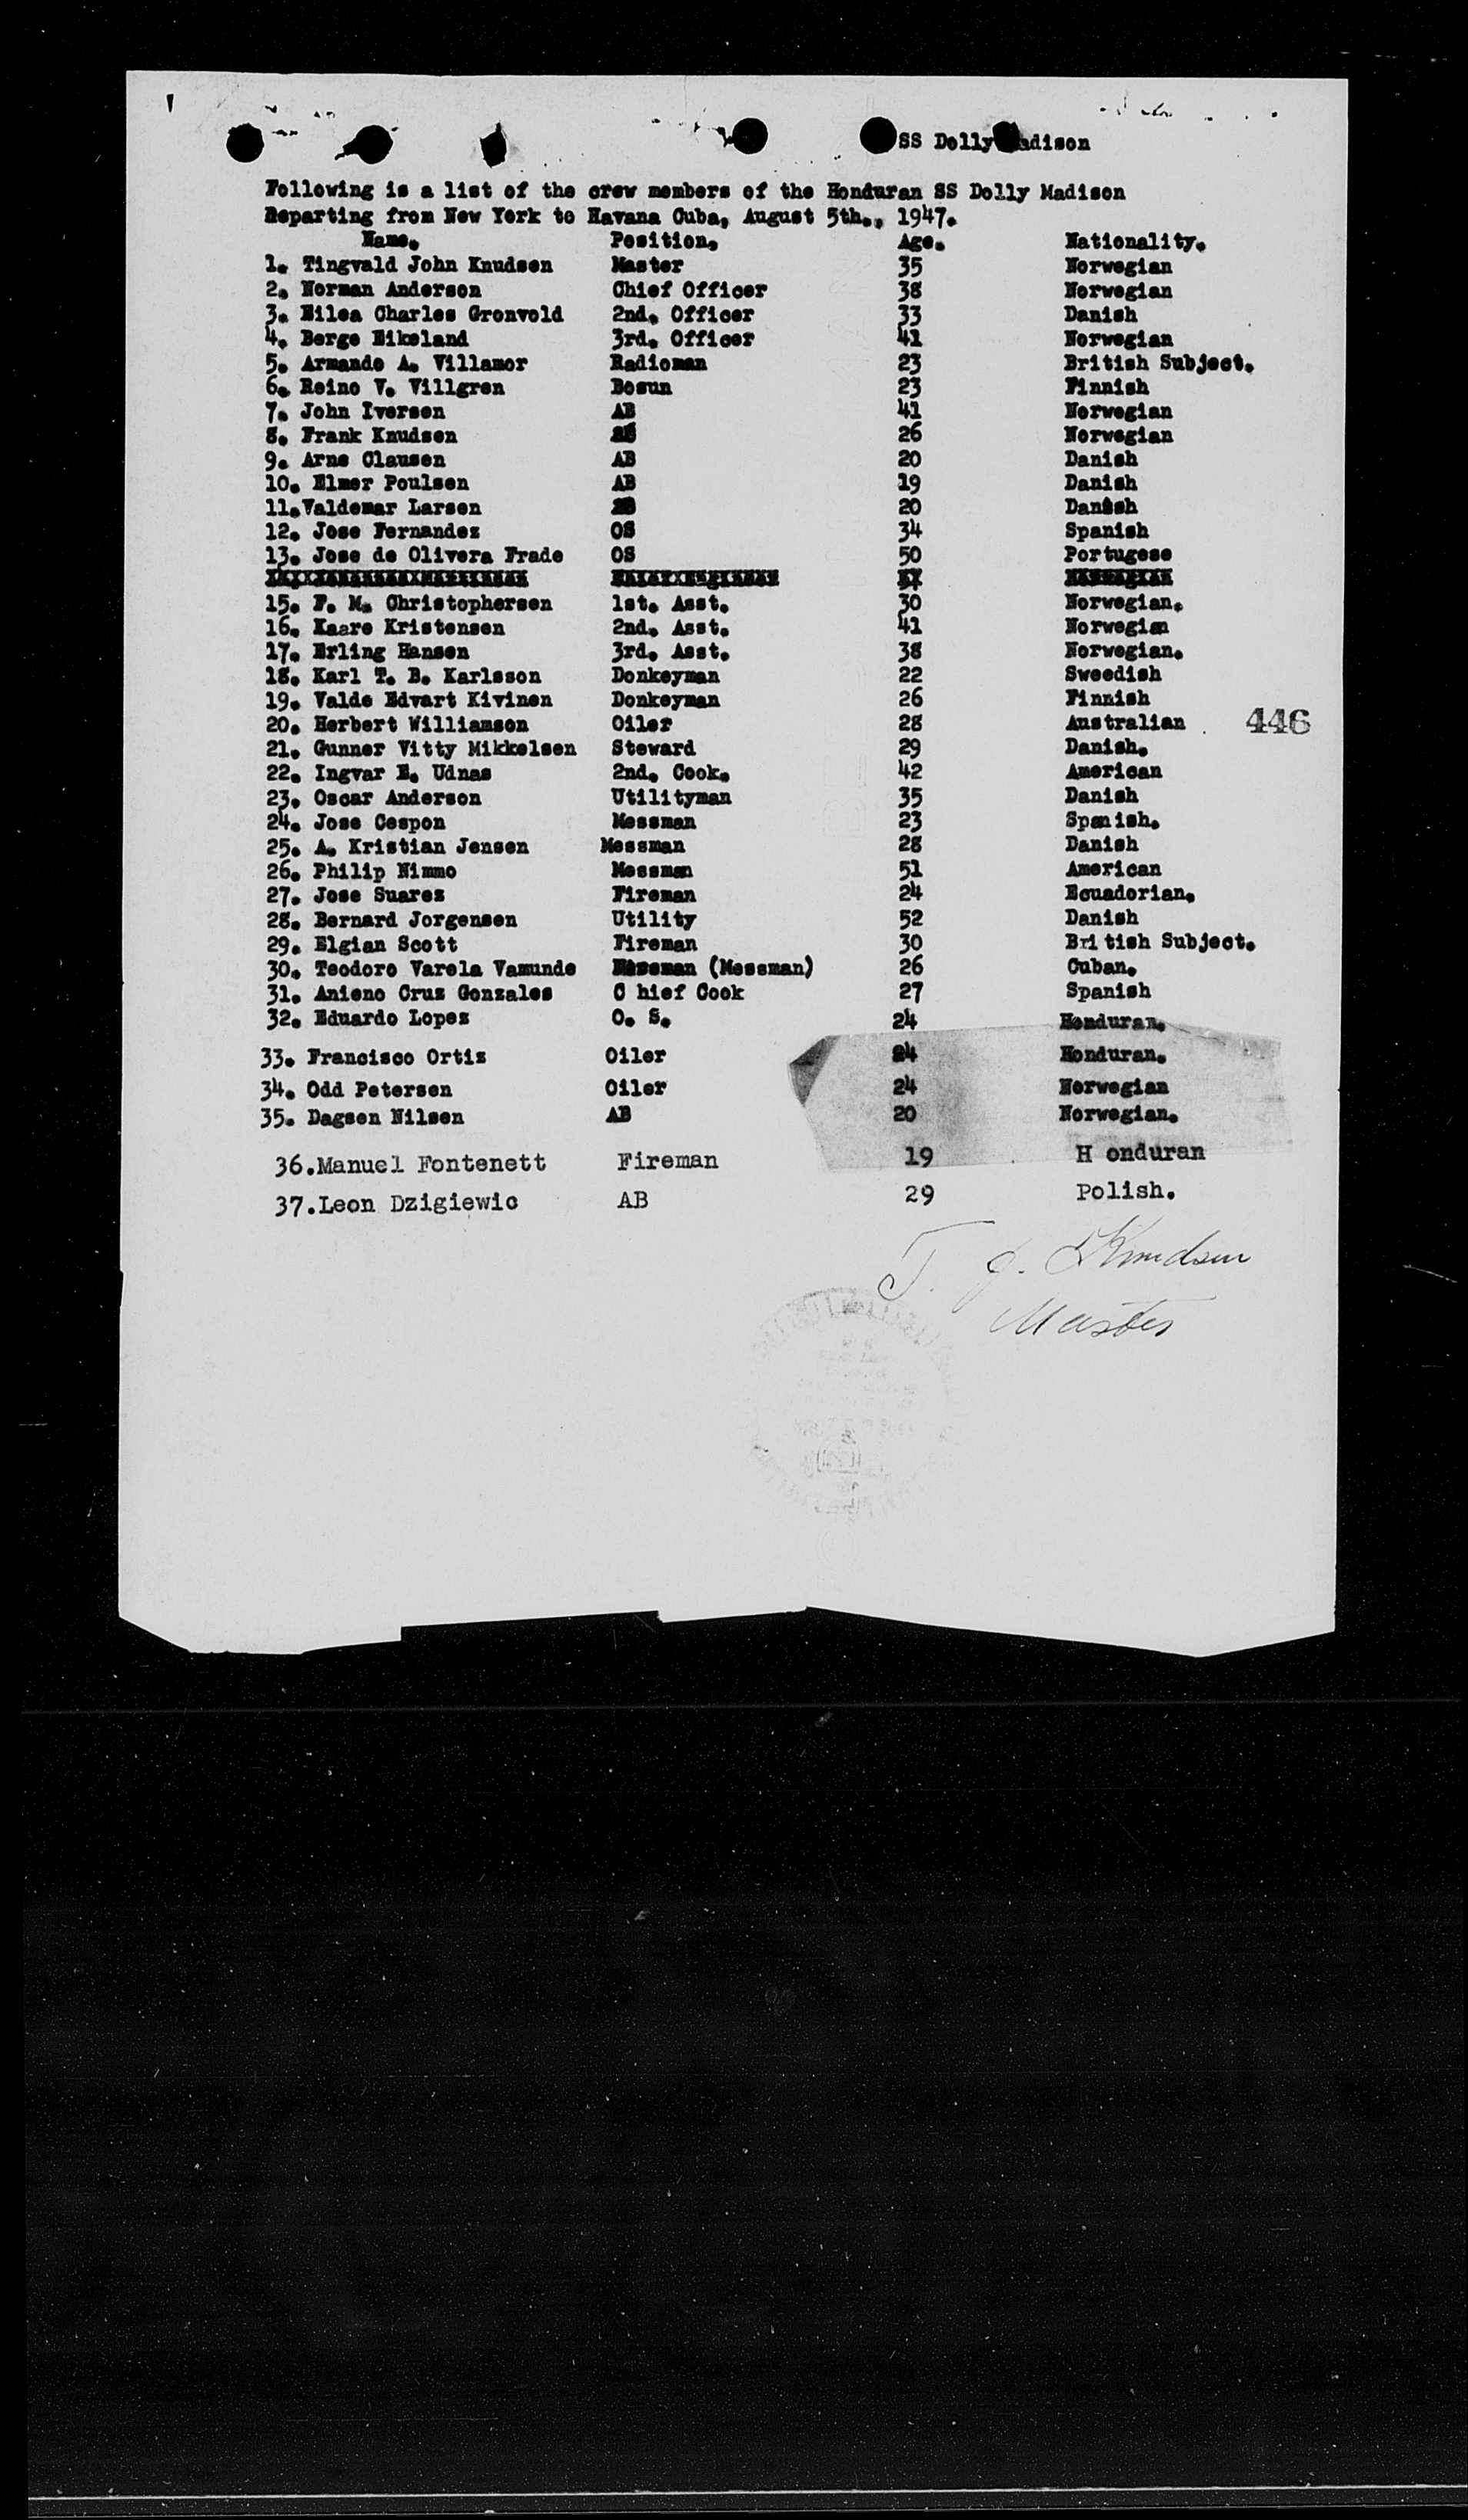 SS Dolly Madison
Following is a list of the crew members of the Honduran SS Dolly Madison
Departing from New York to Havana Cuba, August 5th., 1947.
Name. Position. Age. Nationality.
1. Tingvald John Knudsen Master 35 Norwegian
2. Norman Anderson Chief Officer 38 Norwegian
3. Eilea Charles Gronvold 2nd. Officer 33 Danish
4. Berge Eikeland 3rd. Officer 41 Norwegian
5. Armando A. Villamor Radioman 23 British Subject.
6. Reino V. Villgren Bosun 23 Finnish
7. John Iversen AB 41 Norwegian
8. Frank Knudsen 26 Norwegian
9. Arne Clausen AB 20 Danish
10. Elmer Poulsen AB 19 Danish
11.Valdemar Larsen 20 Danish
12. Jose Fernandez OS 34 Spanish
13. Jose de Olivera Frade OS 50 Portugese
15. F. M. Christophersen 1st. Asst. 30 Norwegian.
16. Kaare Kristensen 2nd. Asst. 41 Norwegian
17. Erling Hansen 3rd. Asst. 38 Norwegian.
18. Karl T. B. Karlsson Donkeyman 22 Sweedish
19. Valde Edvart Kivinen Donkeyman 26 Finnish
20. Herbert Williamson Oiler 28 Australian 446
21. Gunner Vitty Mikkelsen Steward 29 Danish.
22. Ingvar E. Udnas 2nd. Cook. 42 American
23. Oscar Anderson Utilityman 35 Danish
24. Jose Cespon Messman 23 Spanish.
25. A. Kristian Jensen Messman 28 Danish
26. Philip Nimmo Messman 51 American
27. Jose Suarez Fireman 24 Ecuadorian.
28. Bernard Jorgensen Utility 52 Danish
29. Elgian Scott Fireman 30 British Subject.
30. Teodoro Varela Vamunde (Messman) 26 Cuban.
31. Anieno Cruz Gonzales C hief Cook 27 Spanish
32. Eduardo Lopez O. S. 24 Honduran.
33. Francisco Ortiz Oiler 24 Honduran.
34. Odd Petersen Oiler 24 Norwegian
35. Dagsen Nilsen AB 20 Norwegian.
36.Manuel Fontenett Fireman 19 H onduran
37.Leon Dzigiewic AB 29 Polish.
T. J. Knudsen
Master